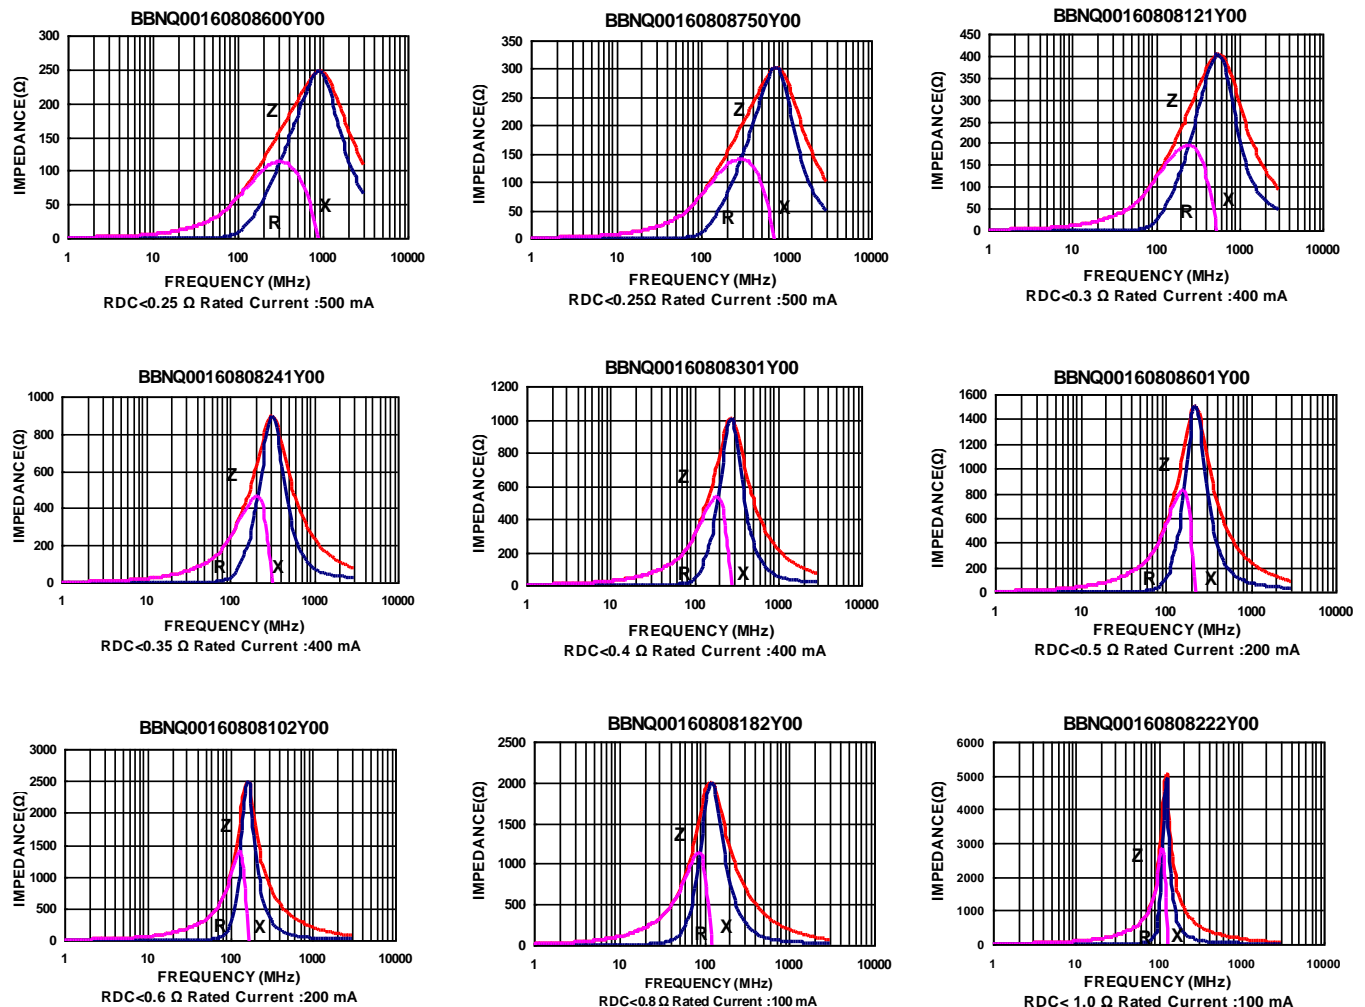 BBNQ00160808600Y00
IMPEDANCE(Ω)
300
250
200
150
100
50
0
Z
R
X
1 10 100 1000 10000
FREQUENCY (MHz)
RDC<0.25 Ω Rated Current :500 mA
BBNQ00160808750Y00
IMPEDANCE(Ω)
350
300
250
200
150
100
50
0
Z
R
X
1 10 100 1000 10000
FREQUENCY (MHz)
RDC<0.25Ω Rated Current :500 mA
BBNQ00160808121Y00
IMPEDANCE(Ω)
450
400
350
300
250
200
150
100
50
0
Z
R
X
1 10 100 1000 10000
FREQUENCY (MHz)
RDC<0.3 Ω Rated Current :400 mA
BBNQ00160808241Y00
IMPEDANCE(Ω)
1000
800
600
400
200
0
Z
R
X
1 10 100 1000 10000
FREQUENCY (MHz)
RDC<0.35 Ω Rated Current :400 mA
BBNQ00160808301Y00
IMPEDANCE(Ω)
1200
1000
800
600
400
200
0
Z
R
X
1 10 100 1000 10000
FREQUENCY (MHz)
RDC<0.4 Ω Rated Current :400 mA
BBNQ00160808601Y00
IMPEDANCE(Ω)
1600
1400
1200
1000
800
600
400
200
0
Z
R
X
1 10 100 1000 10000
FREQUENCY (MHz)
RDC<0.5 Ω Rated Current :200 mA
BBNQ00160808102Y00
IMPEDANCE(Ω)
3000
2500
2000
1500
1000
500
0
Z
R
X
1 10 100 1000 10000
FREQUENCY (MHz)
RDC<0.6 Ω Rated Current :200 mA
BBNQ00160808182Y00
IMPEDANCE(Ω)
2500
2000
1500
1000
500
0
Z
R
X
1 10 100 1000 10000
FREQUENCY (MHz)
RDC<0.8 Ω Rated Current :100 mA
BBNQ00160808222Y00
IMPEDANCE(Ω)
6000
5000
4000
3000
2000
1000
0
Z
R
X
1 10 100 1000 10000
FREQUENCY (MHz)
RDC< 1.0 Ω Rated Current :100 mA